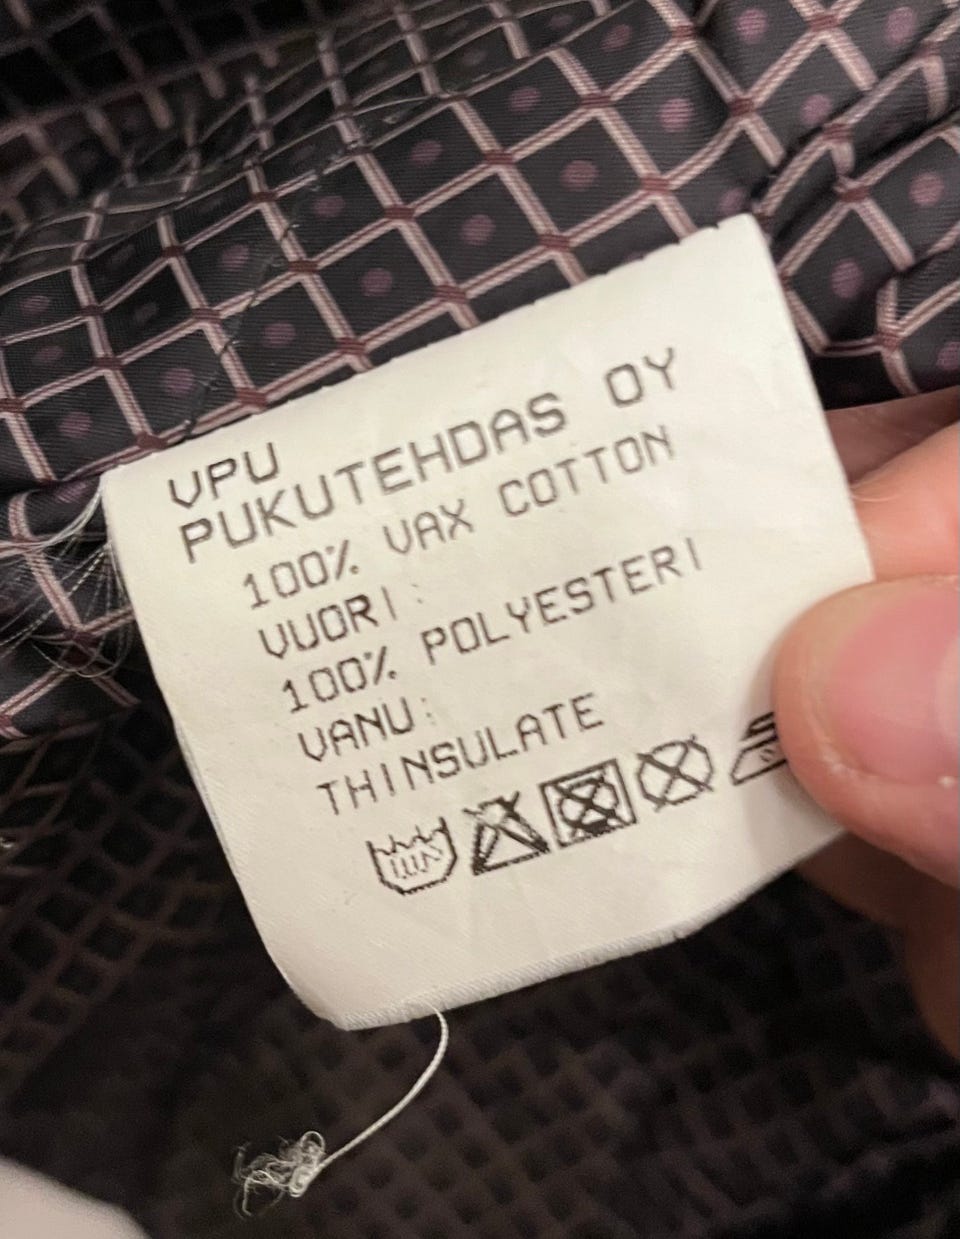 VPU
PUKUTEHDAS OY
100% VAX COTTON
VUORI:
100% POLYESTERI
VANU:
THINSULATE